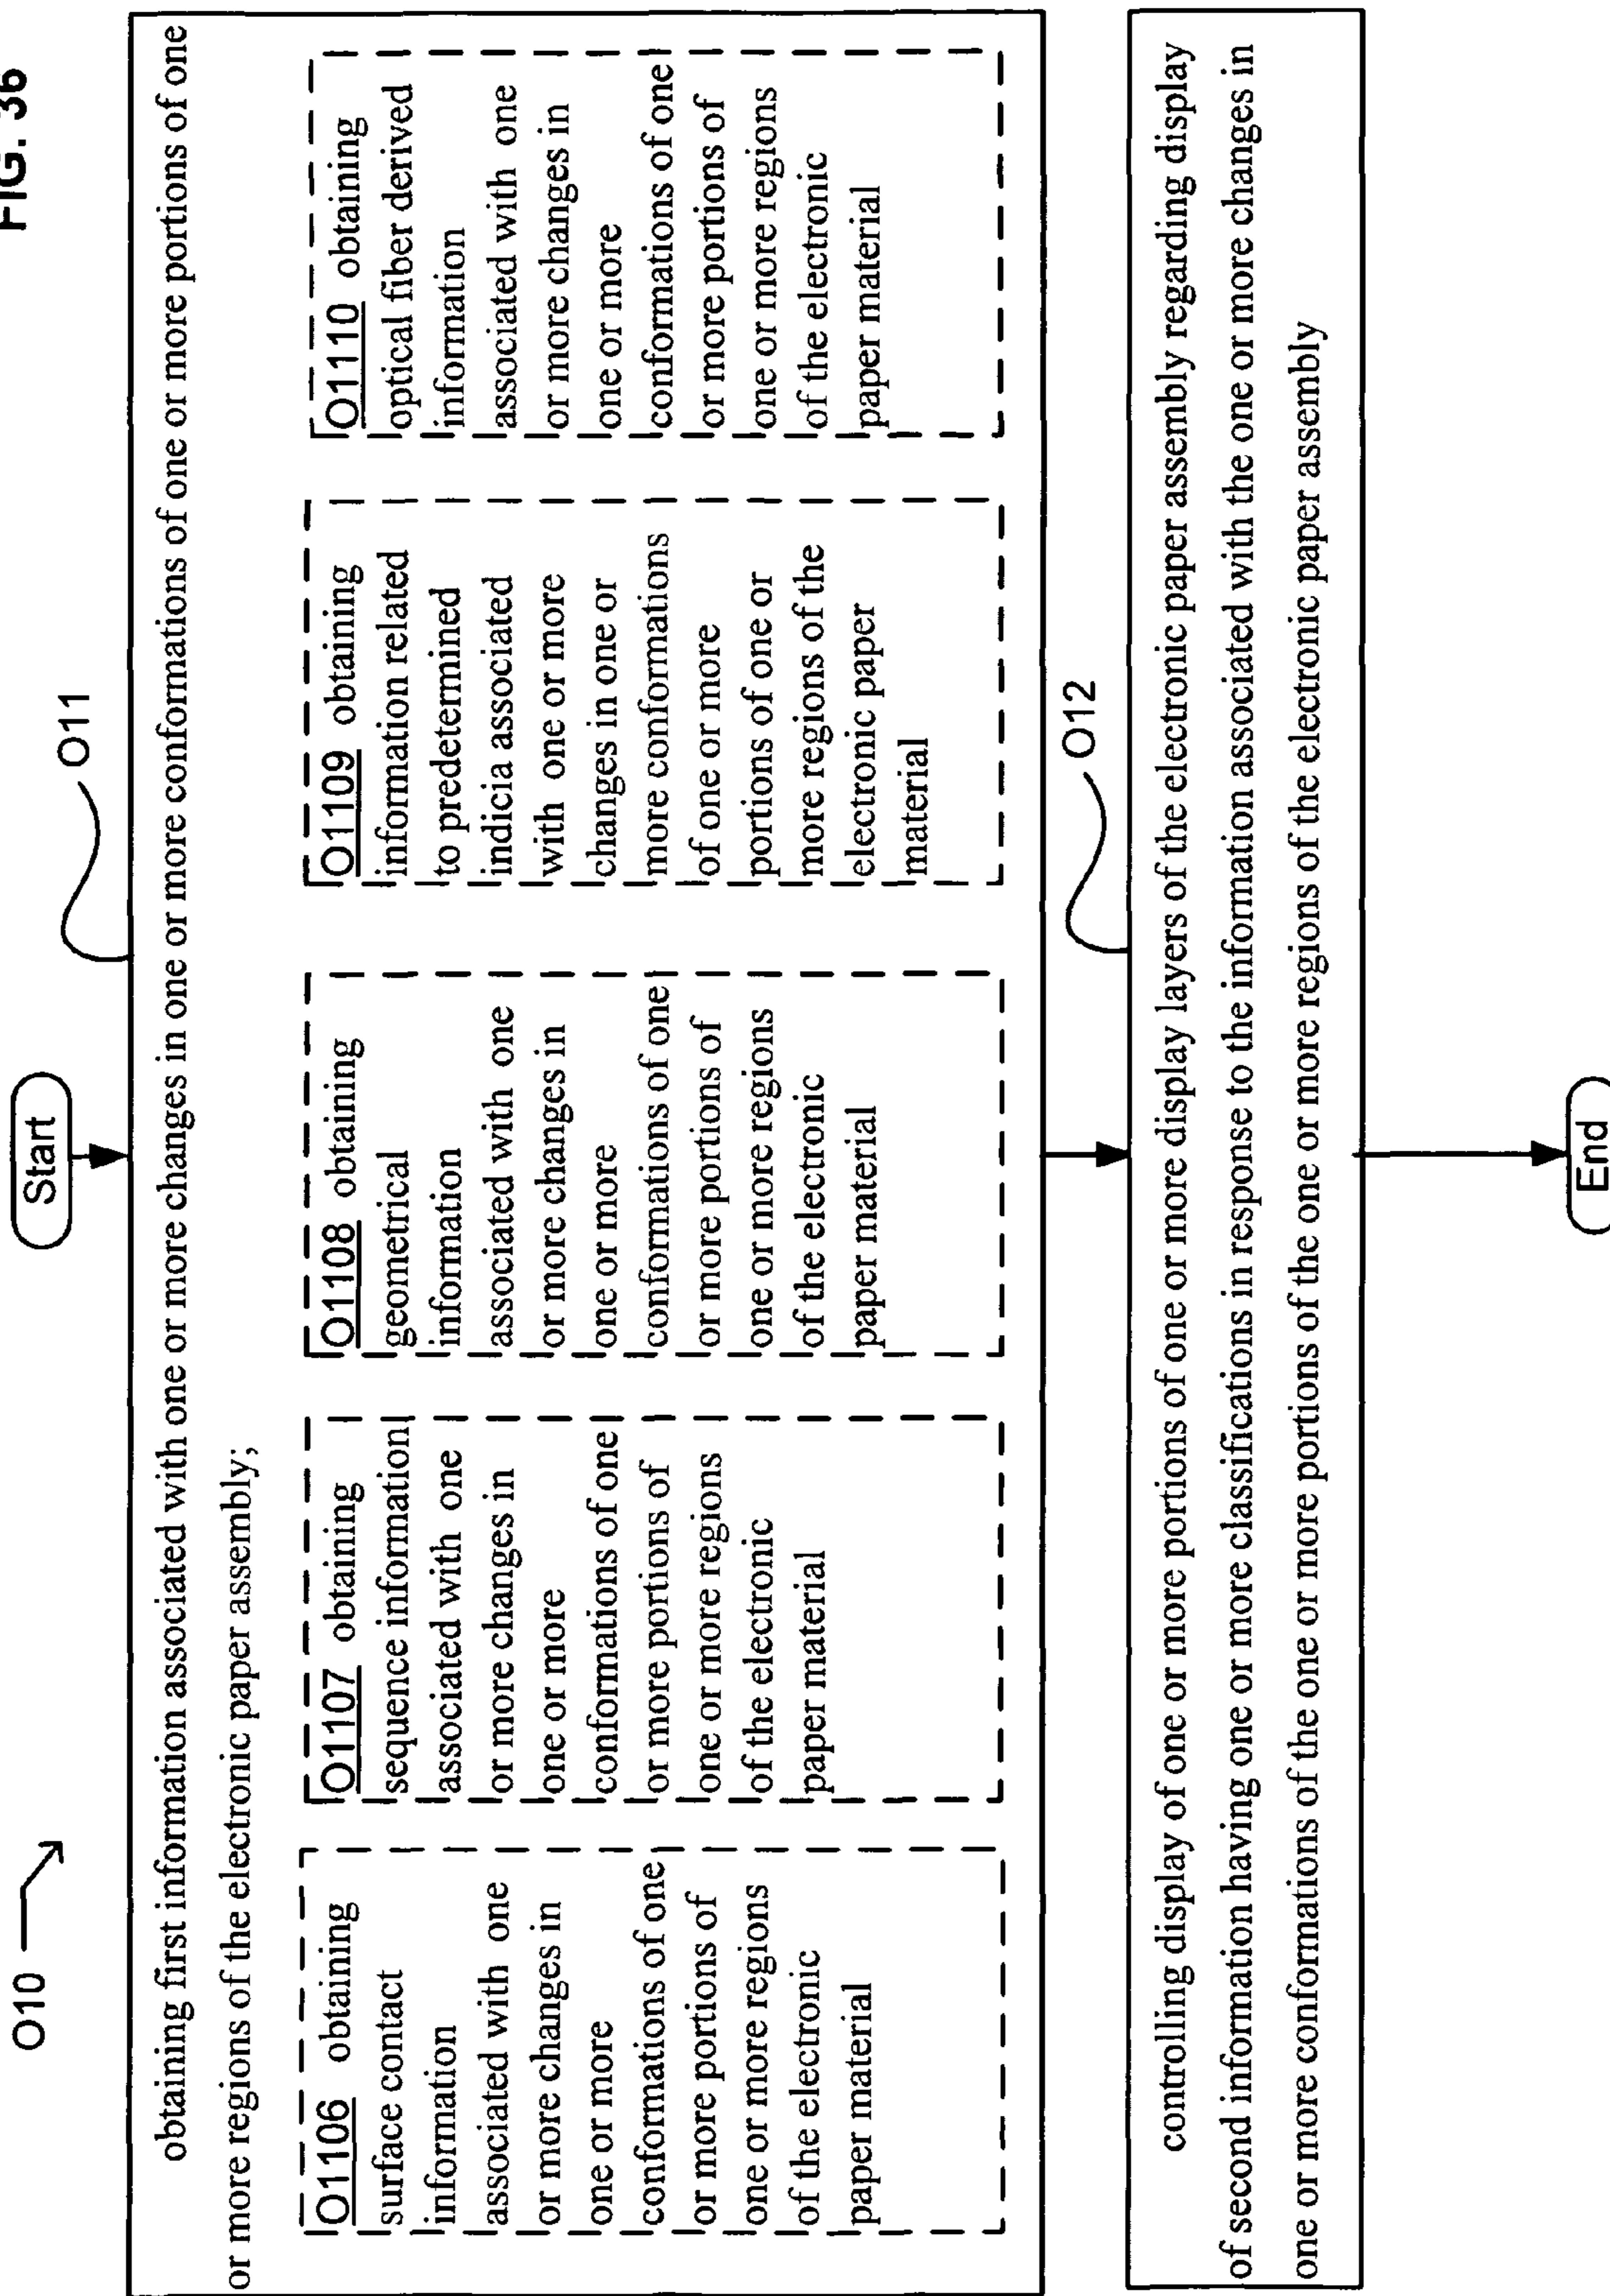 FIG. 36
O10
Start
O11
obtaining first information associated with one or more changes in one or more conformations of one or more portions of one
or more regions of the electronic paper assembly;
O1106 obtaining
surface contact
information
associated with one
or more changes in
one or more
conformations of one
or more portions of
one or more regions
of the electronic
paper material
O1107 obtaining
sequence information
associated with one
or more changes in
one or more
conformations of one
or more portions of
one or more regions
of the electronic
paper material
O1108 obtaining
geometrical
information
associated with one
or more changes in
one or more
conformations of one
or more portions of
one or more regions
of the electronic
paper material
O1109 obtaining
information related
to predetermined
indicia associated
with one or more
changes in one or
more conformations
of one or more
portions of one or
more regions of the
electronic paper
material
O1110 obtaining
optical fiber derived
information
associated with one
or more changes in
one or more
conformations of one
or more portions of
one or more regions
of the electronic
paper material
O12
controlling display of one or more portions of one or more display layers of the electronic paper assembly regarding display
of second information having one or more classifications in response to the information associated with the one or more changes in
one or more conformations of the one or more portions of the one or more regions of the electronic paper assembly
End